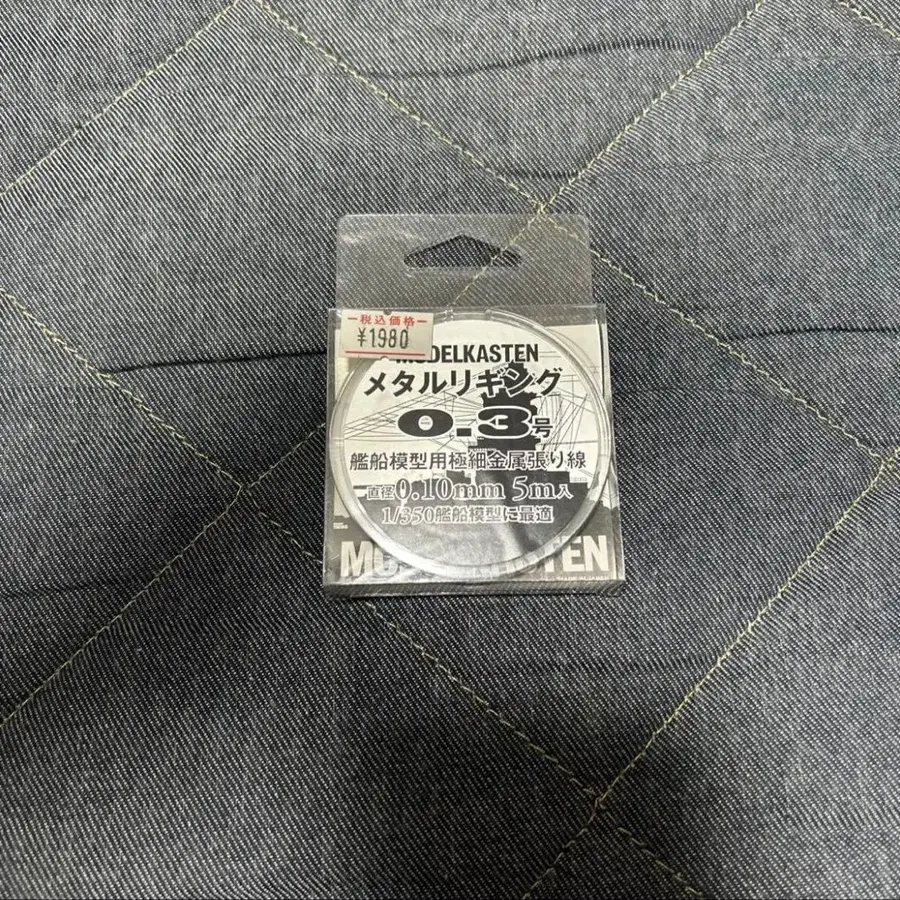 税込価格
¥1980
MODELKASTEN
メタルリギング
0.3号
艦船模型用極細金属張り線
直径0.10mm 5m入
1/350艦船模型に最適